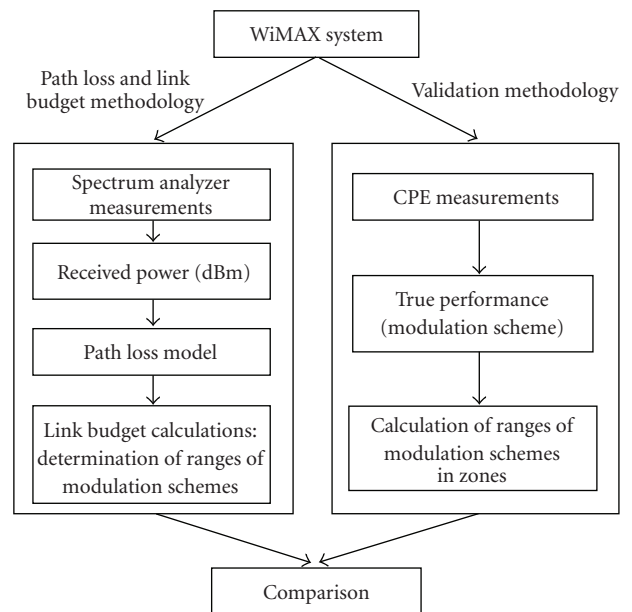 WiMAX system
Path loss and link
budget methodology
Validation methodology
Spectrum analyzer
measurements
Received power (dBm)
Path loss model
Link budget calculations:
determination of ranges of
modulation schemes
CPE measurements
True performance
(modulation scheme)
Calculation of ranges of
modulation schemes
in zones
Comparison